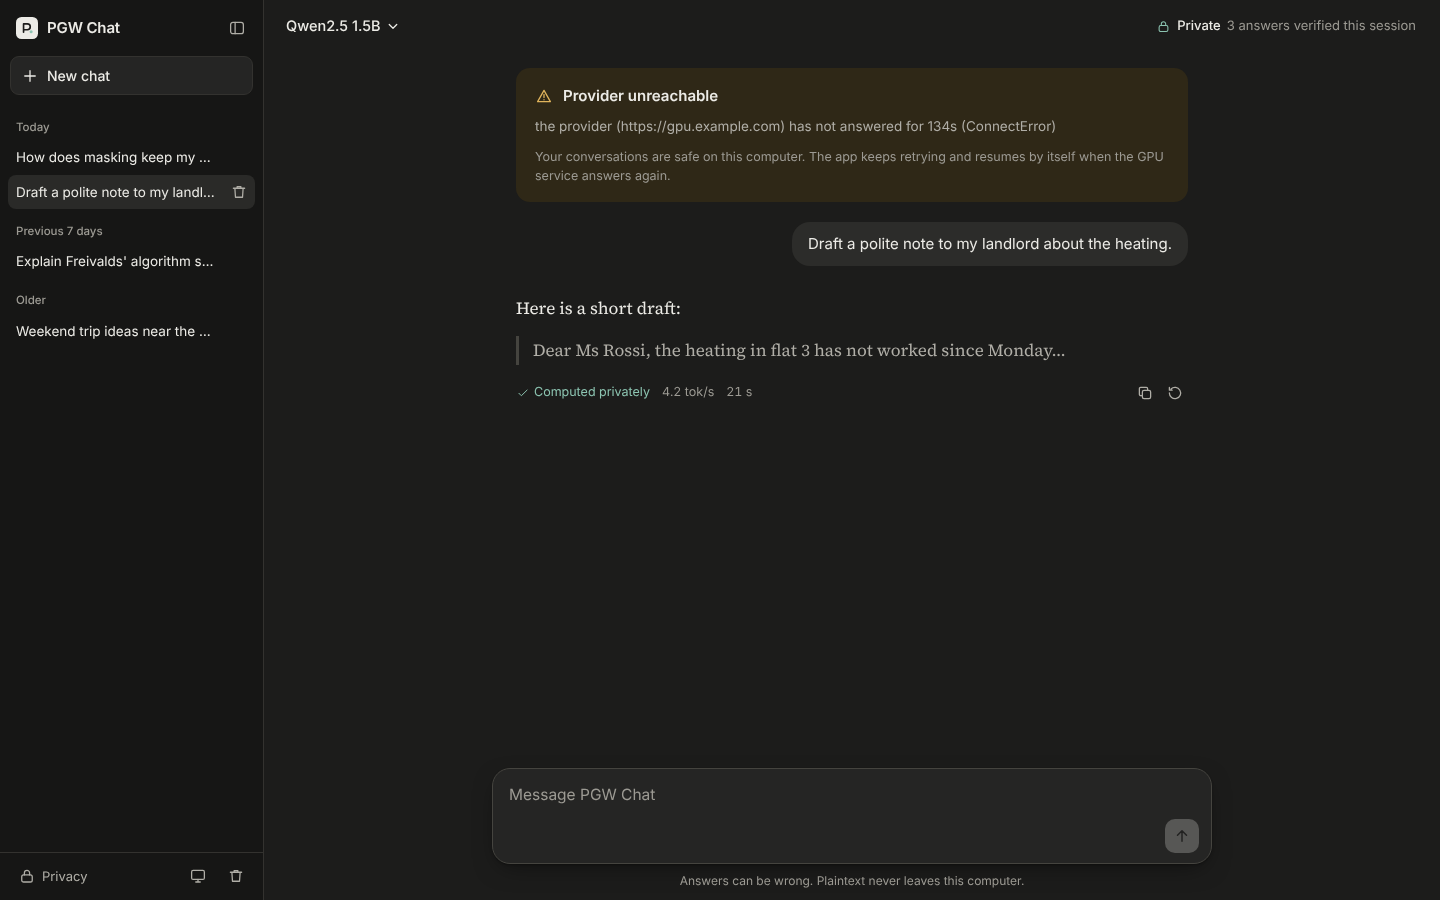 PGW Chat
New chat
Today
How does masking keep my ...
Draft a polite note to my landl...
Previous 7 days
Explain Freivalds' algorithm s...
Older
Weekend trip ideas near the ...
Privacy
Qwen2.5 1.5B
Private 3 answers verified this session
Provider unreachable
the provider (https://gpu.example.com) has not answered for 134s (ConnectError)
Your conversations are safe on this computer. The app keeps retrying and resumes by itself when the GPU
service answers again.
Draft a polite note to my landlord about the heating.
Here is a short draft:
Dear Ms Rossi, the heating in flat 3 has not worked since Monday...
Computed privately 4.2 tok/s 21 s
Message PGW Chat
Answers can be wrong. Plaintext never leaves this computer.